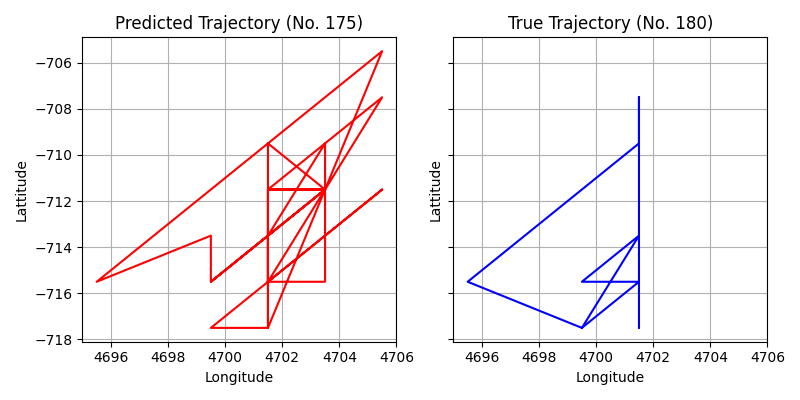 Predicted Trajectory (No. 175)
True Trajectory (No. 180)
−706
−708
−710
−712
−714
−716
−718
Lattitude
Lattitude
4696 4698 4700 4702 4704 4706
4696 4698 4700 4702 4704 4706
Longitude
Longitude